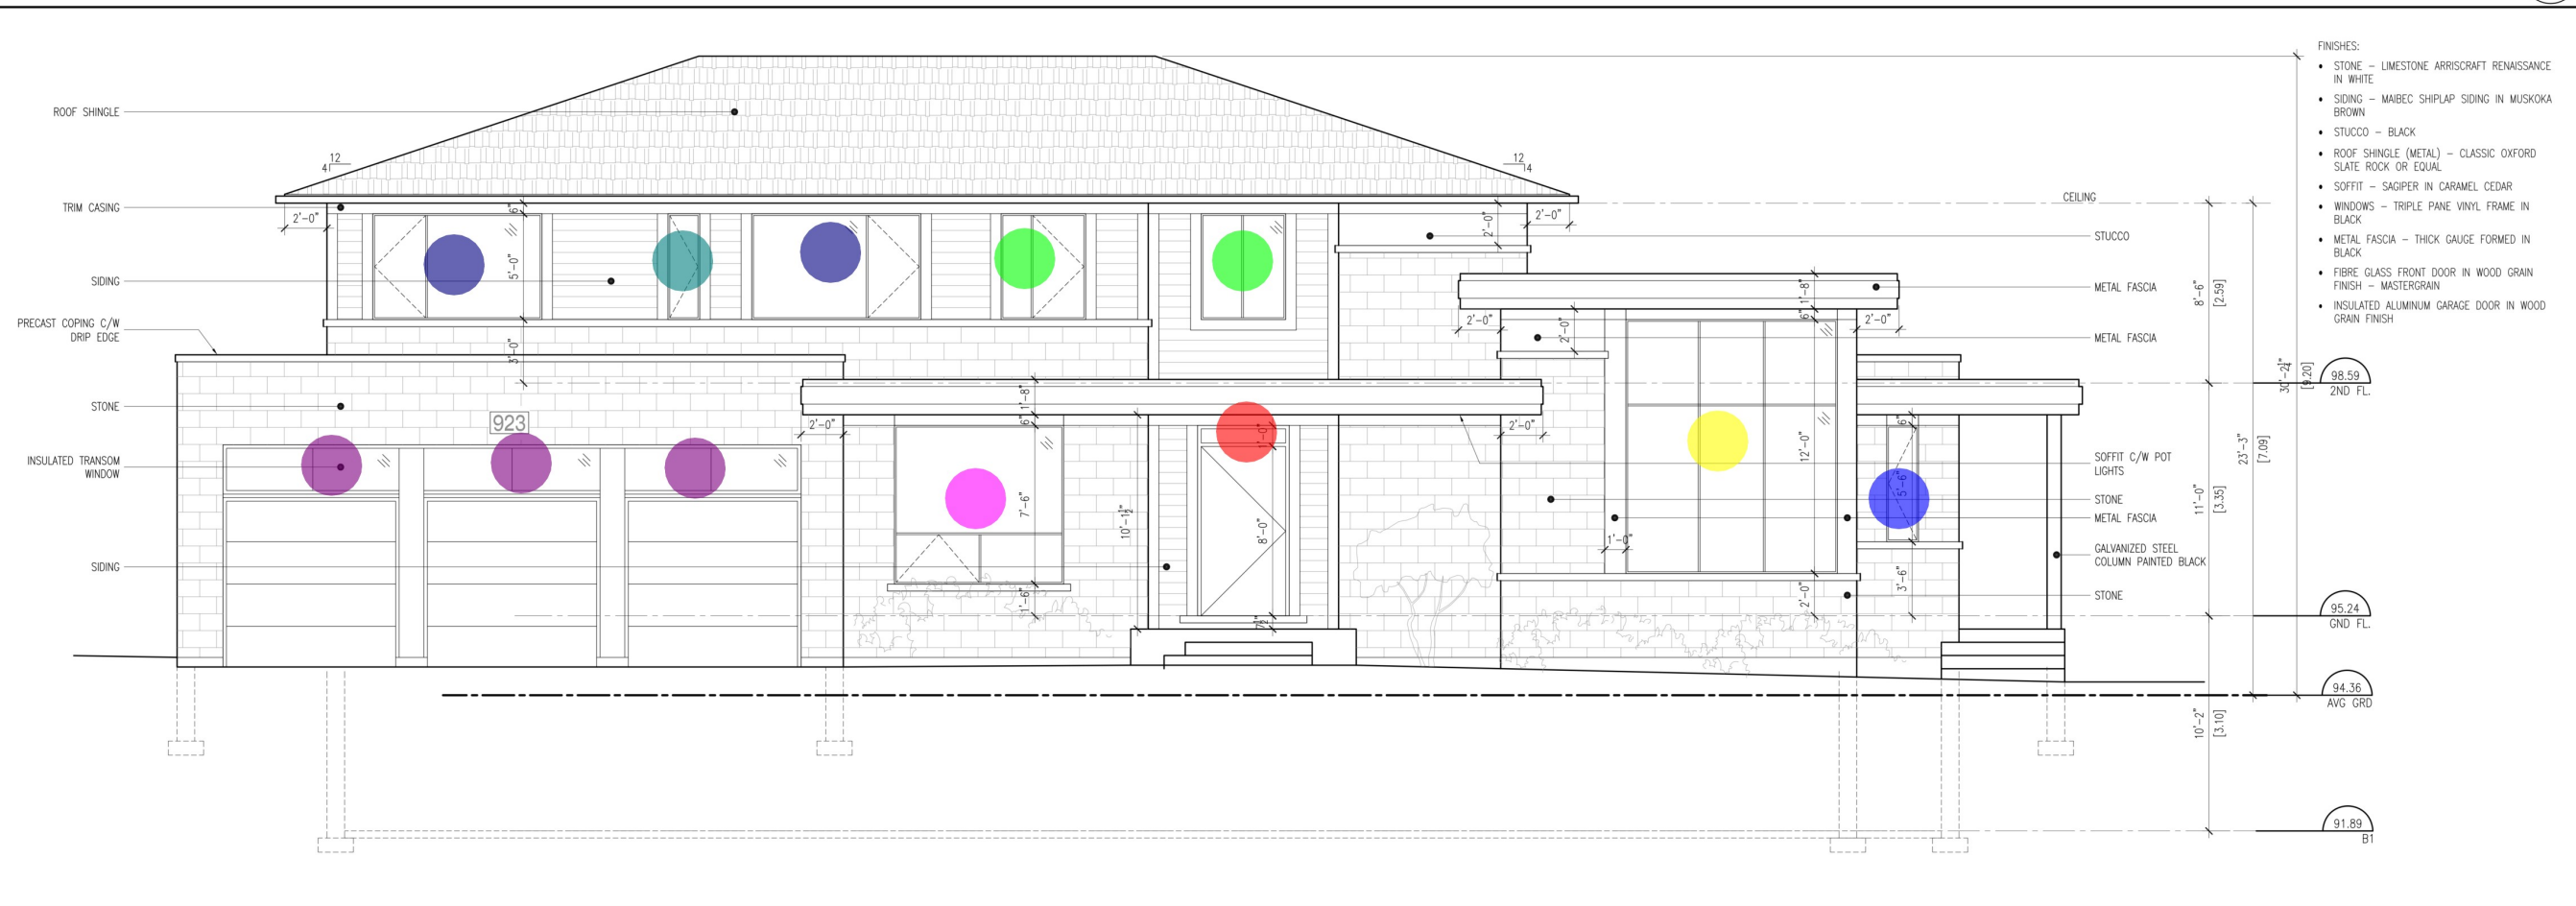 FINISHES:
• STONE – LIMESTONE ARRISCRAFT RENAISSANCE
IN WHITE
• SIDING – MAIBEC SHIPLAP SIDING IN MUSKOKA
BROWN
• STUCCO – BLACK
• ROOF SHINGLE (METAL) – CLASSIC OXFORD
SLATE ROCK OR EQUAL
• SOFFIT – SAGIPER IN CARAMEL CEDAR
• WINDOWS – TRIPLE PANE VINYL FRAME IN
BLACK
• METAL FASCIA – THICK GAUGE FORMED IN
BLACK
• FIBRE GLASS FRONT DOOR IN WOOD GRAIN
FINISH – MASTERGRAIN
• INSULATED ALUMINUM GARAGE DOOR IN WOOD
GRAIN FINISH
ROOF SHINGLE
12
4
12
4
TRIM CASING
2'-0"
6"
5'-0"
3'-0"
2'-0"
2'-0"
CEILING
SIDING
STUCCO
PRECAST COPING C/W
DRIP EDGE
METAL FASCIA
1'-8"
2'-0"
2'-0"
6"
2'-0"
METAL FASCIA
8'-6"
[2.59]
STONE
923
2'-0"
1'-8"
6"
2'-0"
98.59
2ND FL.
30'-2¼"
[9.20]
23'-3"
[7.09]
INSULATED TRANSOM
WINDOW
7'-6"
10'-1½"
1'-0"
8'-0"
12'-0"
6"
5'-6"
SOFFIT C/W POT
LIGHTS
STONE
METAL FASCIA
11'-0"
[3.35]
1'-0"
GALVANIZED STEEL
COLUMN PAINTED BLACK
SIDING
1'-6"
2'-0"
3'-6"
STONE
95.24
GND FL.
94.36
AVG GRD
10'-2"
[3.10]
91.89
B1